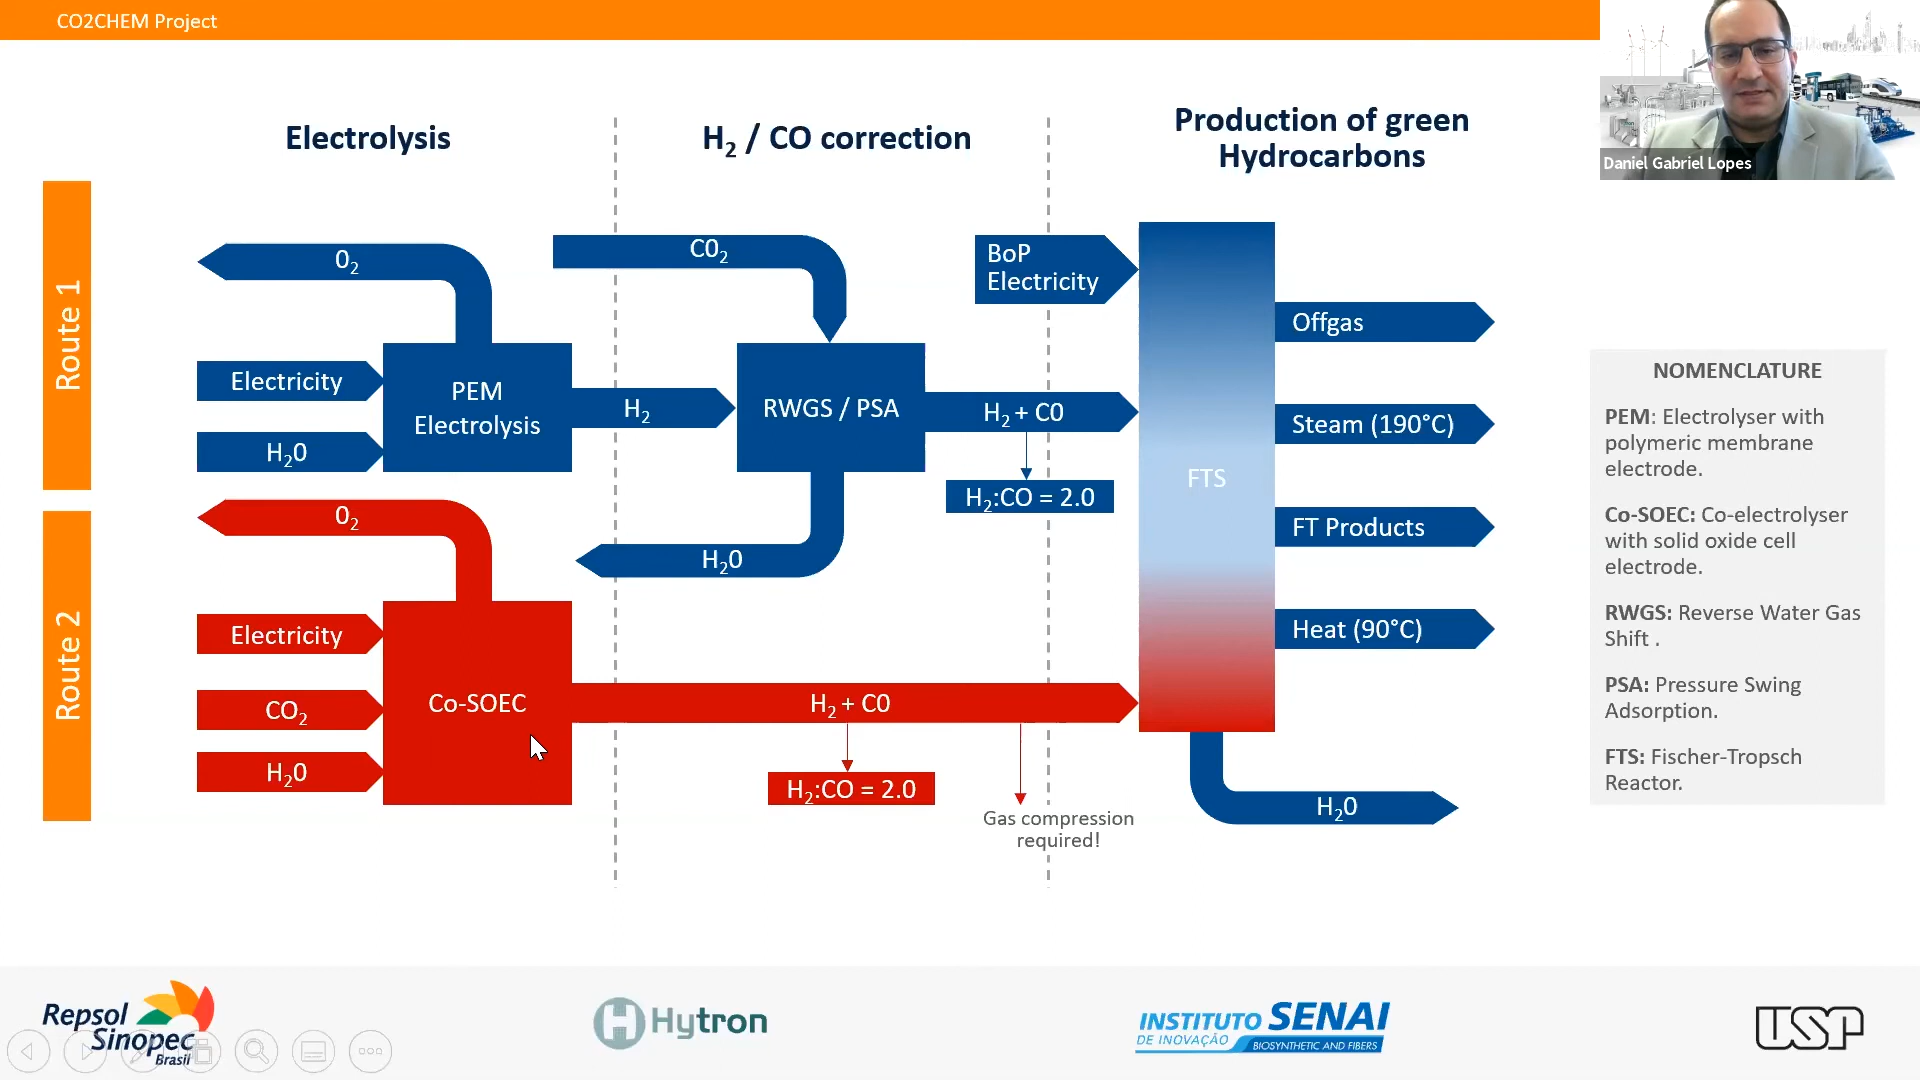 CO2CHEM Project
Daniel Gabriel Lopes
Electrolysis
H₂ / CO correction
Production of green
Hydrocarbons
Route 1
0₂
C0₂
BoP
Electricity
Electricity
H₂0
PEM
Electrolysis
H₂
RWGS / PSA
H₂ + C0
H₂:CO = 2.0
H₂0
FTS
Offgas
Steam (190°C)
FT Products
Heat (90°C)
H₂0
Route 2
0₂
Electricity
CO₂
H₂0
Co-SOEC
H₂ + C0
H₂:CO = 2.0
Gas compression
required!
NOMENCLATURE
PEM: Electrolyser with
polymeric membrane
electrode.
Co-SOEC: Co-electrolyser
with solid oxide cell
electrode.
RWGS: Reverse Water Gas
Shift .
PSA: Pressure Swing
Adsorption.
FTS: Fischer-Tropsch
Reactor.
Repsol
Sinopec
Brasil
Hytron
INSTITUTO SENAI
DE INOVAÇÃO BIOSYNTHETIC AND FIBERS
USP